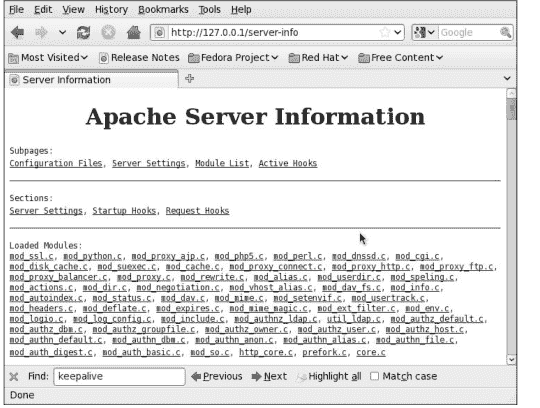 File Edit View History Bookmarks Tools Help
http://127.0.0.1/server-info Google
Most Visited Release Notes Fedora Project Red Hat Free Content
Server Information
Apache Server Information
Subpages:
Configuration Files, Server Settings, Module List, Active Hooks
Sections:
Server Settings, Startup Hooks, Request Hooks
Loaded Modules:
mod_ssl.c, mod_python.c, mod_proxy_ajp.c, mod_php5.c, mod_perl.c, mod_dnssd.c, mod_cgi.c,
mod_disk_cache.c, mod_suexec.c, mod_cache.c, mod_proxy_connect.c, mod_proxy_http.c, mod_proxy_ftp.c,
mod_proxy_balancer.c, mod_proxy.c, mod_rewrite.c, mod_alias.c, mod_userdir.c, mod_speling.c,
mod_actions.c, mod_dir.c, mod_negotiation.c, mod_vhost_alias.c, mod_dav_fs.c, mod_info.c,
mod_autoindex.c, mod_status.c, mod_dav.c, mod_mime.c, mod_setenvif.c, mod_usertrack.c,
mod_headers.c, mod_deflate.c, mod_expires.c, mod_mime_magic.c, mod_ext_filter.c, mod_env.c,
mod_logio.c, mod_log_config.c, mod_include.c, mod_authnz_ldap.c, util_ldap.c, mod_authz_default.c,
mod_authz_dbm.c, mod_authz_groupfile.c, mod_authz_owner.c, mod_authz_user.c, mod_authz_host.c,
mod_authn_default.c, mod_authn_dbm.c, mod_authn_anon.c, mod_authn_alias.c, mod_authn_file.c,
mod_auth_digest.c, mod_auth_basic.c, mod_so.c, http_core.c, prefork.c, core.c
Find: keepalive Previous Next Highlight all Match case
Done